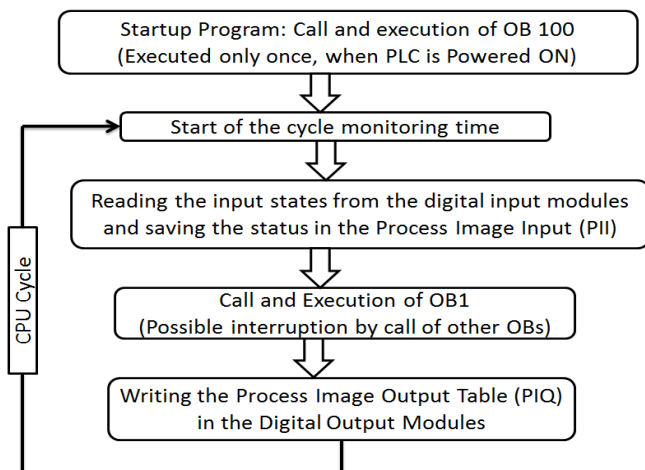 Startup Program: Call and execution of OB 100
(Executed only once, when PLC is Powered ON)
Start of the cycle monitoring time
Reading the input states from the digital input modules
and saving the status in the Process Image Input (PII)
CPU Cycle
Call and Execution of OB1
(Possible interruption by call of other OBs)
Writing the Process Image Output Table (PIQ)
in the Digital Output Modules